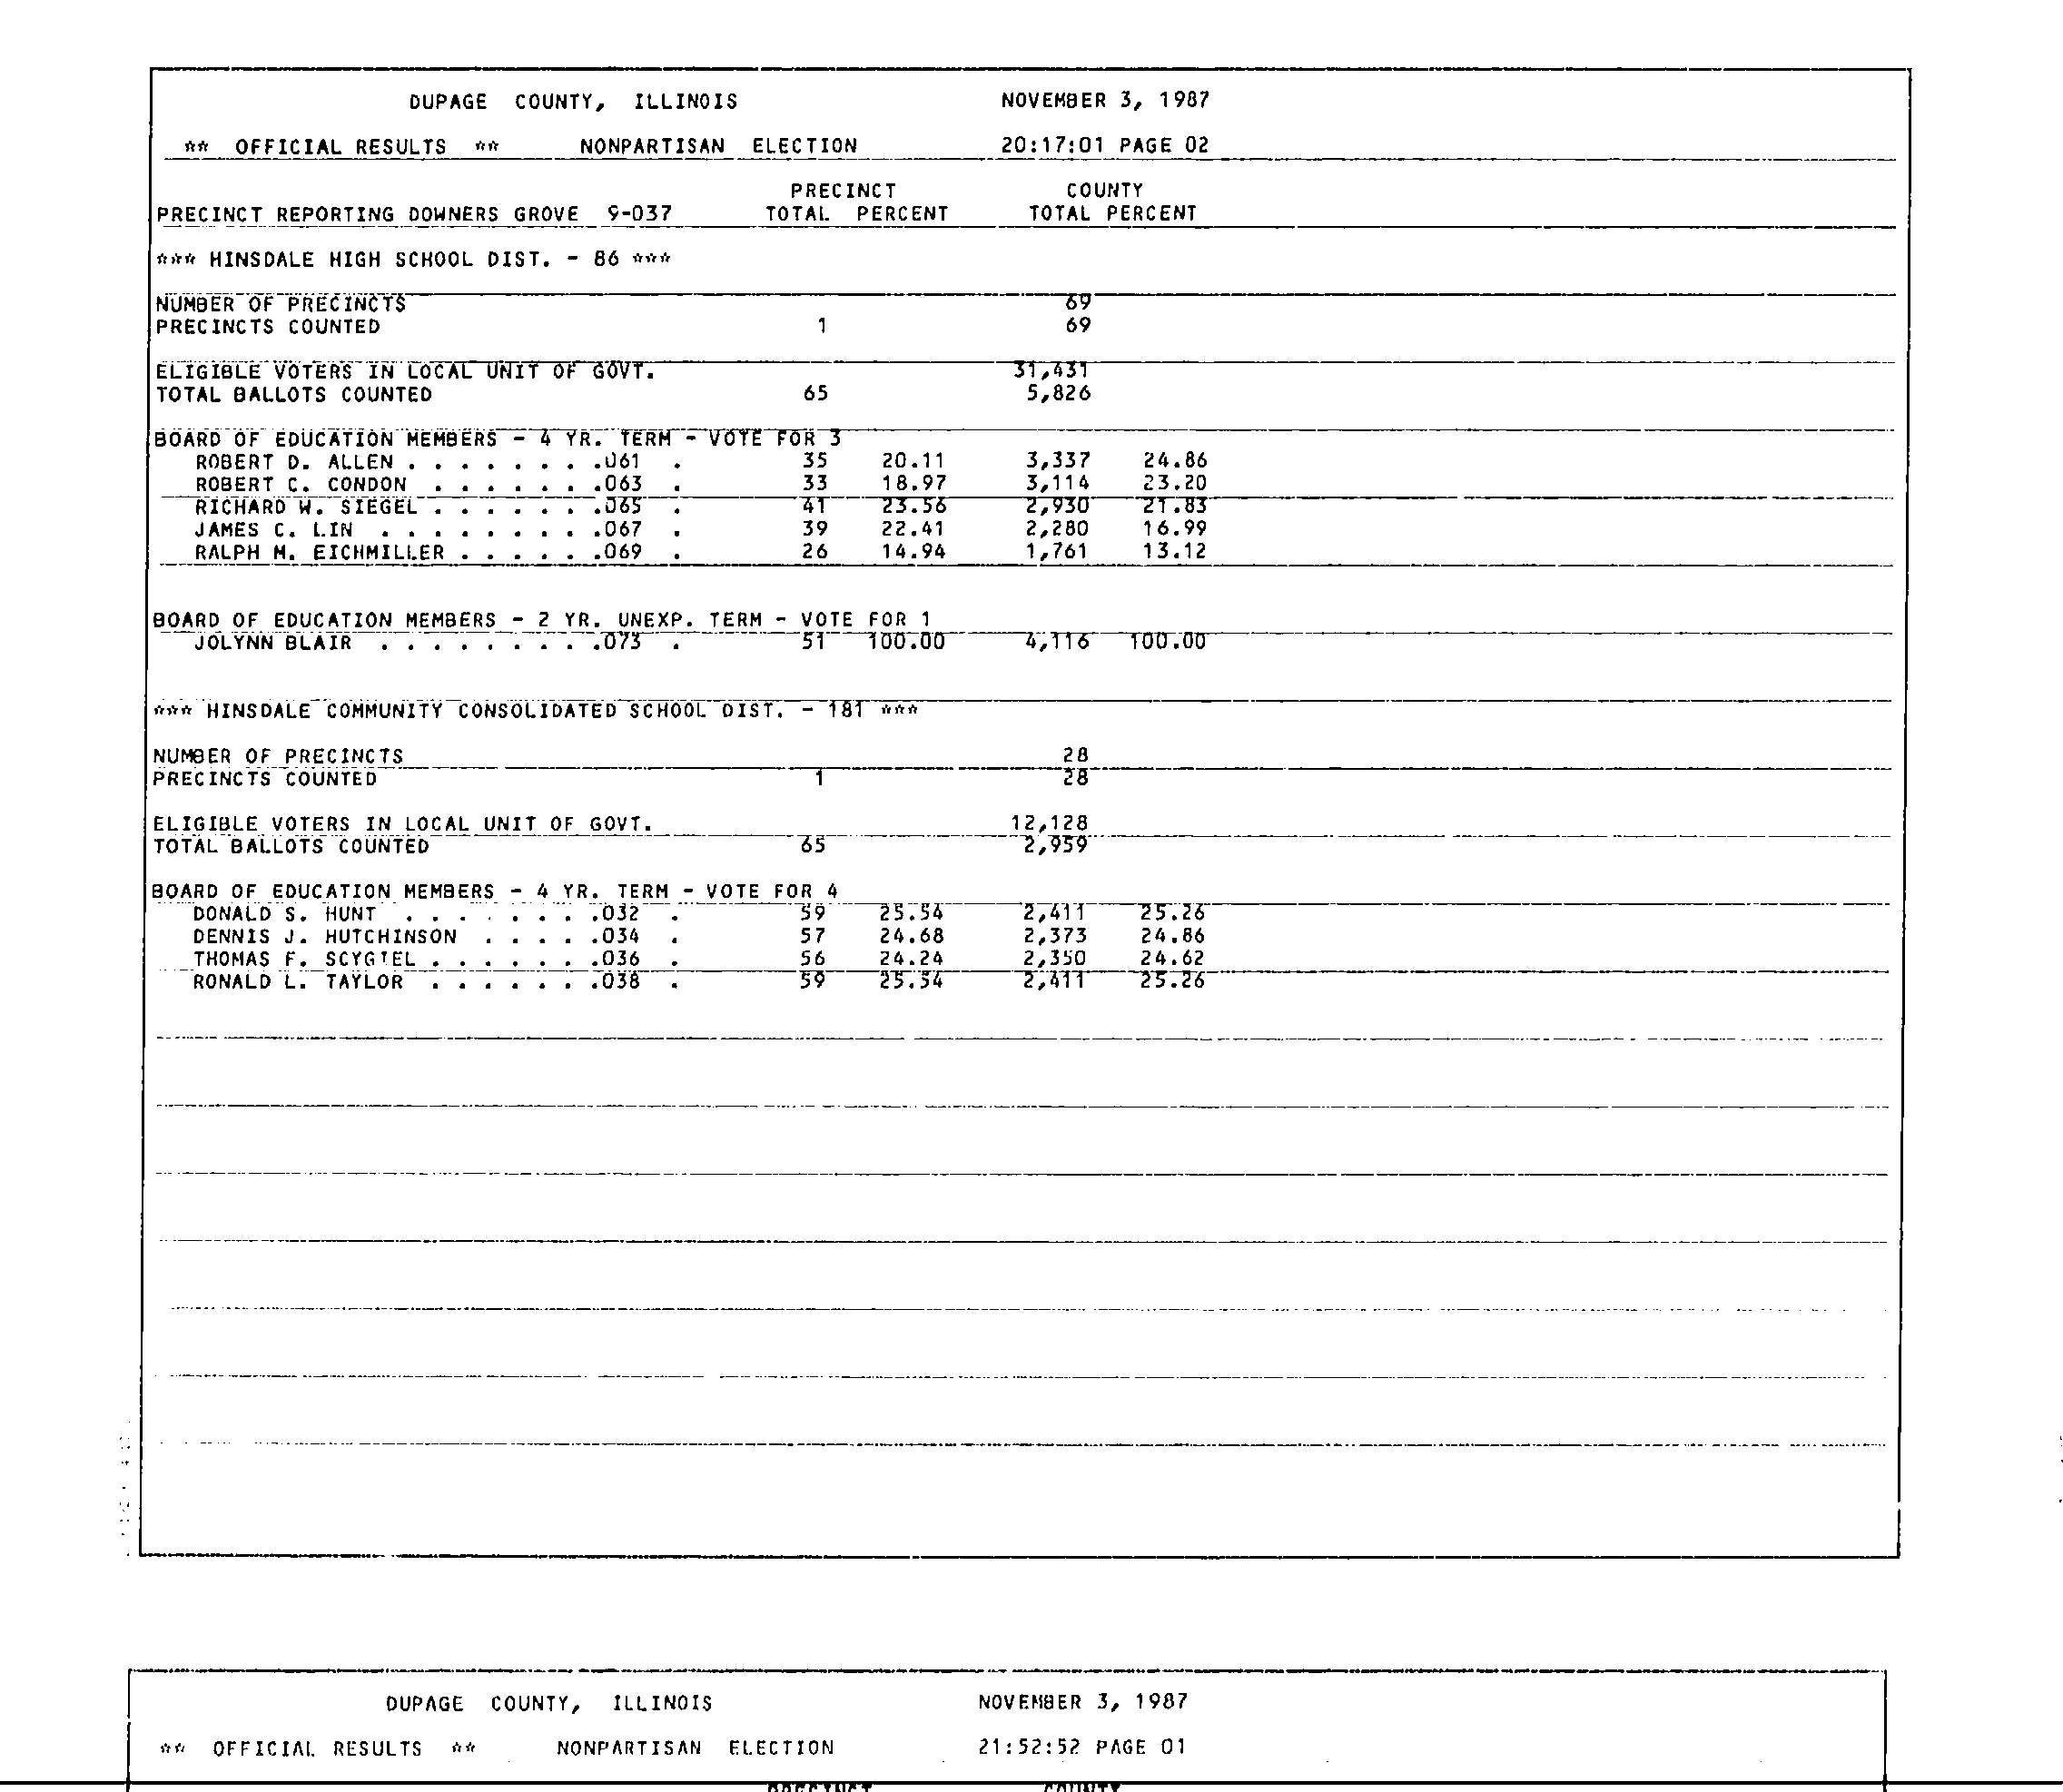 DUPAGE COUNTY, ILLINOIS NOVEMBER 3, 1987
** OFFICIAL RESULTS ** NONPARTISAN ELECTION 20:17:01 PAGE 02
PRECINCT COUNTY
PRECINCT REPORTING DOWNERS GROVE 9-037 TOTAL PERCENT TOTAL PERCENT
*** HINSDALE HIGH SCHOOL DIST. - 86 ***
NUMBER OF PRECINCTS 69
PRECINCTS COUNTED 1 69
ELIGIBLE VOTERS IN LOCAL UNIT OF GOVT. 31,431
TOTAL BALLOTS COUNTED 65 5,826
BOARD OF EDUCATION MEMBERS - 4 YR. TERM - VOTE FOR 3
ROBERT D. ALLEN . . . . . . . .061 . 35 20.11 3,337 24.86
ROBERT C. CONDON . . . . . . .063 . 33 18.97 3,114 23.20
RICHARD W. SIEGEL . . . . . . .065 . 41 23.56 2,930 21.83
JAMES C. LIN . . . . . . . . .067 . 39 22.41 2,280 16.99
RALPH M. EICHMILLER . . . . . .069 . 26 14.94 1,761 13.12
BOARD OF EDUCATION MEMBERS - 2 YR. UNEXP. TERM - VOTE FOR 1
JOLYNN BLAIR . . . . . . . . .073 . 51 100.00 4,116 100.00
*** HINSDALE COMMUNITY CONSOLIDATED SCHOOL DIST. - 181 ***
NUMBER OF PRECINCTS 28
PRECINCTS COUNTED 1 28
ELIGIBLE VOTERS IN LOCAL UNIT OF GOVT. 12,128
TOTAL BALLOTS COUNTED 65 2,959
BOARD OF EDUCATION MEMBERS - 4 YR. TERM - VOTE FOR 4
DONALD S. HUNT . . . . . . . .032 . 59 25.54 2,411 25.26
DENNIS J. HUTCHINSON . . . . .034 . 57 24.68 2,373 24.86
THOMAS F. SCYGIEL . . . . . . .036 . 56 24.24 2,350 24.62
RONALD L. TAYLOR . . . . . . .038 . 59 25.54 2,411 25.26
DUPAGE COUNTY, ILLINOIS NOVEMBER 3, 1987
** OFFICIAL RESULTS ** NONPARTISAN ELECTION 21:52:52 PAGE 01
PRECINCT COUNTY